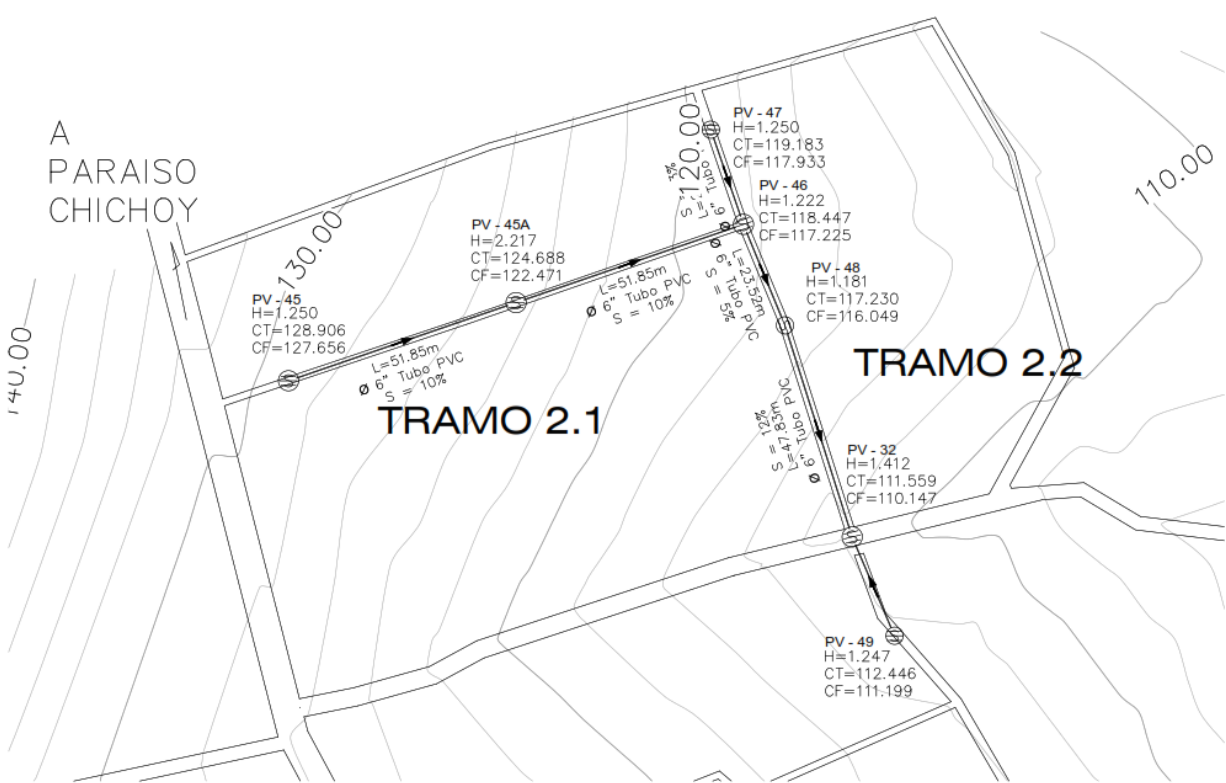 A
PARAISO
CHICHOY
140.00
130.00
120.00
110.00
PV - 47
H=1.250
CT=119.183
CF=117.933
6" Tubo
PV - 46
H=1.222
CT=118.447
CF=117.225
PV - 45A
H=2.217
CT=124.688
CF=122.471
L=51.85m
Ø 6" Tubo PVC
S = 10%
L=23.52m
Ø 6" Tubo PVC
S = 5%
PV - 48
H=1.181
CT=117.230
CF=116.049
PV - 45
H=1.250
CT=128.906
CF=127.656
L=51.85m
Ø 6" Tubo PVC
S = 10%
TRAMO 2.1
TRAMO 2.2
S = 12%
L=47.83m
Ø 6" Tubo PVC
PV - 32
H=1.412
CT=111.559
CF=110.147
PV - 49
H=1.247
CT=112.446
CF=111.199